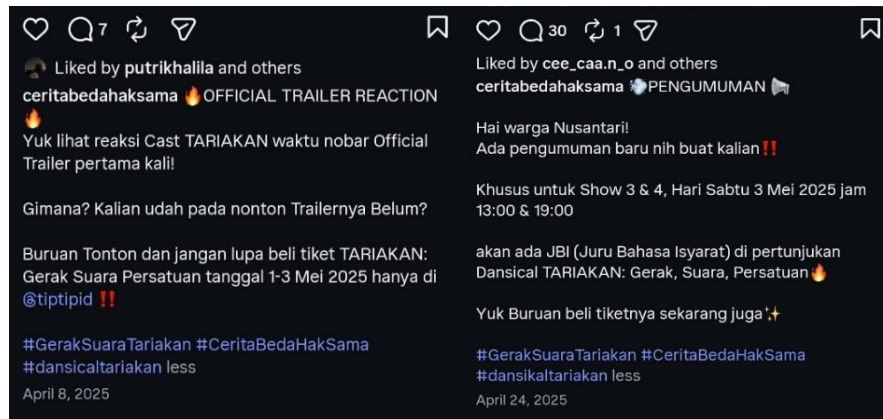 7
Liked by putrikhalila and others
ceritabedahaksama 🔥OFFICIAL TRAILER REACTION
🔥
Yuk lihat reaksi Cast TARIAKAN waktu nobar Official
Trailer pertama kali!
Gimana? Kalian udah pada nonton Trailernya Belum?
Buruan Tonton dan jangan lupa beli tiket TARIAKAN:
Gerak Suara Persatuan tanggal 1-3 Mei 2025 hanya di
@tiptipid ‼️
#GerakSuaraTariakan #CeritaBedaHakSama
#dansicaltariakan less
April 8, 2025
30 1
Liked by cee_caa.n_o and others
ceritabedahaksama 💨PENGUMUMAN 📢
Hai warga Nusantari!
Ada pengumuman baru nih buat kalian‼️
Khusus untuk Show 3 & 4, Hari Sabtu 3 Mei 2025 jam
13:00 & 19:00
akan ada JBI (Juru Bahasa Isyarat) di pertunjukan
Dansical TARIAKAN: Gerak, Suara, Persatuan🔥
Yuk Buruan beli tiketnya sekarang juga✨
#GerakSuaraTariakan #CeritaBedaHakSama
#dansikaltariakan less
April 24, 2025